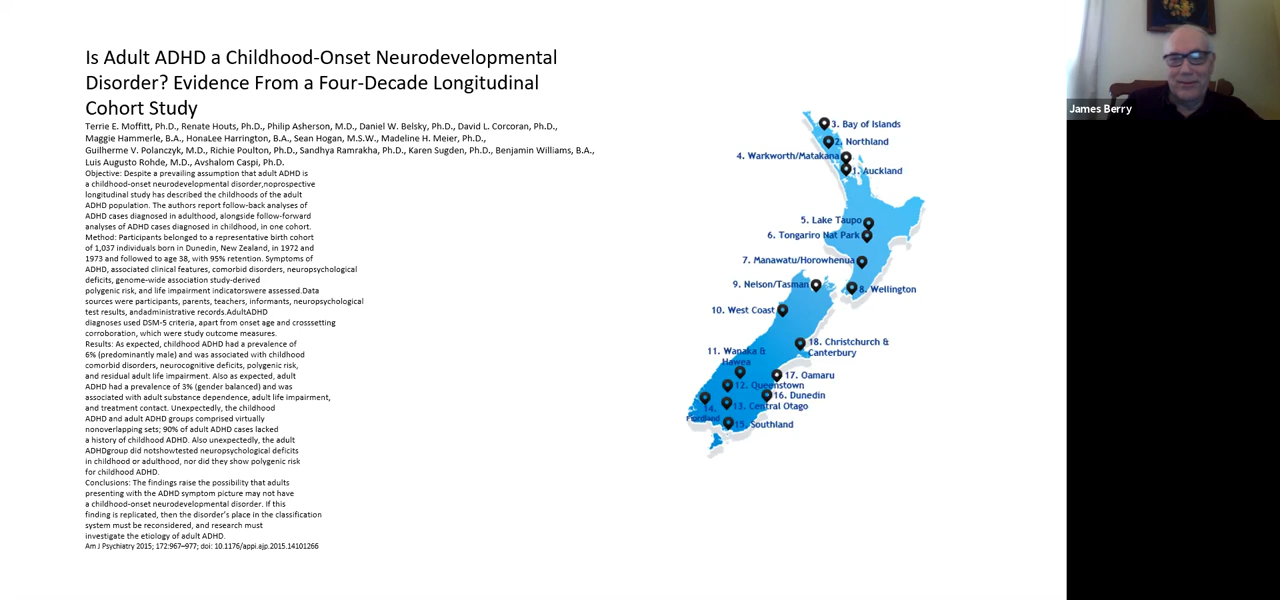 Is Adult ADHD a Childhood-Onset Neurodevelopmental
Disorder? Evidence From a Four-Decade Longitudinal
Cohort Study
Terrie E. Moffitt, Ph.D., Renate Houts, Ph.D., Philip Asherson, M.D., Daniel W. Belsky, Ph.D., David L. Corcoran, Ph.D.,
Maggie Hammerle, B.A., HonaLee Harrington, B.A., Sean Hogan, M.S.W., Madeline H. Meier, Ph.D.,
Guilherme V. Polanczyk, M.D., Richie Poulton, Ph.D., Sandhya Ramrakha, Ph.D., Karen Sugden, Ph.D., Benjamin Williams, B.A.,
Luis Augusto Rohde, M.D., Avshalom Caspi, Ph.D.
Objective: Despite a prevailing assumption that adult ADHD is
a childhood-onset neurodevelopmental disorder,noprospective
longitudinal study has described the childhoods of the adult
ADHD population. The authors report follow-back analyses of
ADHD cases diagnosed in adulthood, alongside follow-forward
analyses of ADHD cases diagnosed in childhood, in one cohort.
Method: Participants belonged to a representative birth cohort
of 1,037 individuals born in Dunedin, New Zealand, in 1972 and
1973 and followed to age 38, with 95% retention. Symptoms of
ADHD, associated clinical features, comorbid disorders, neuropsychological
deficits, genome-wide association study-derived
polygenic risk, and life impairment indicatorswere assessed.Data
sources were participants, parents, teachers, informants, neuropsychological
test results, andadministrative records.AdultADHD
diagnoses used DSM-5 criteria, apart from onset age and crosssetting
corroboration, which were study outcome measures.
Results: As expected, childhood ADHD had a prevalence of
6% (predominantly male) and was associated with childhood
comorbid disorders, neurocognitive deficits, polygenic risk,
and residual adult life impairment. Also as expected, adult
ADHD had a prevalence of 3% (gender balanced) and was
associated with adult substance dependence, adult life impairment,
and treatment contact. Unexpectedly, the childhood
ADHD and adult ADHD groups comprised virtually
nonoverlapping sets; 90% of adult ADHD cases lacked
a history of childhood ADHD. Also unexpectedly, the adult
ADHDgroup did notshowtested neuropsychological deficits
in childhood or adulthood, nor did they show polygenic risk
for childhood ADHD.
Conclusions: The findings raise the possibility that adults
presenting with the ADHD symptom picture may not have
a childhood-onset neurodevelopmental disorder. If this
finding is replicated, then the disorder's place in the classification
system must be reconsidered, and research must
investigate the etiology of adult ADHD.
Am J Psychiatry 2015; 172:967–977; doi: 10.1176/appi.ajp.2015.14101266
3. Bay of Islands
2. Northland
4. Warkworth/Matakana
1. Auckland
5. Lake Taupo
6. Tongariro Nat Park
7. Manawatu/Horowhenua
9. Nelson/Tasman
8. Wellington
10. West Coast
18. Christchurch &
Canterbury
11. Wanaka &
Hawea
17. Oamaru
12. Queenstown
16. Dunedin
13. Central Otago
14.
Fiordland
15. Southland
James Berry